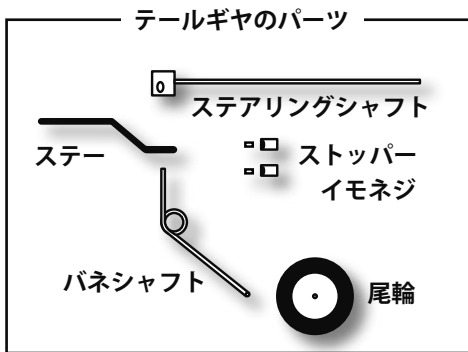 テールギヤのパーツ
ステアリングシャフト
ステー
ストッパー
イモネジ
バネシャフト
尾輪